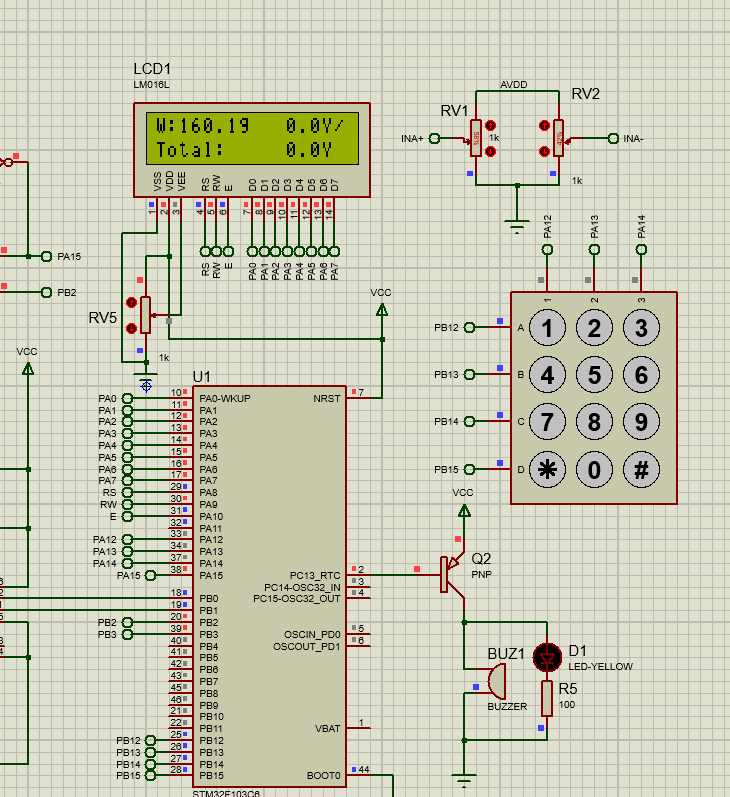 LCD1
LM016L
W:160.19 0.0V/
Total: 0.0V
VSS VDD VEE RS RW E D0 D1 D2 D3 D4 D5 D6 D7
1 2 3 4 5 6 7 8 9 10 11 12 13 14
RS RW E PA0 PA1 PA2 PA3 PA4 PA5 PA6 PA7
AVDD
RV1
RV2
INA+
1k
INA-
1k
PA15
PB2
VCC
RV5
1k
VCC
PA12 PA13 PA14
1 2 3
PB12 A 1 2 3
PB13 B 4 5 6
PB14 C 7 8 9
PB15 D * 0 #
U1
PA0 10 PA0-WKUP NRST 7
PA1 11 PA1
PA2 12 PA2
PA3 13 PA3
PA4 14 PA4
PA5 15 PA5
PA6 16 PA6
PA7 17 PA7
RS 29 PA8
RW 30 PA9
E 31 PA10
32 PA11
PA12 33 PA12
PA13 34 PA13
PA14 37 PA14
PA15 38 PA15 PC13_RTC 2
PC14-OSC32_IN 3
18 PB0 PC15-OSC32_OUT 4
19 PB1
PB2 20 PB2
PB3 39 PB3 OSCIN_PD0 5
40 PB4 OSCOUT_PD1 6
41 PB5
42 PB6
43 PB7
45 PB8
46 PB9
21 PB10
22 PB11 VBAT 1
PB12 25 PB12
PB13 26 PB13
PB14 27 PB14
PB15 28 PB15 BOOT0 44
STM32F103C6
VCC
Q2
PNP
BUZ1
BUZZER
D1
LED-YELLOW
R5
100